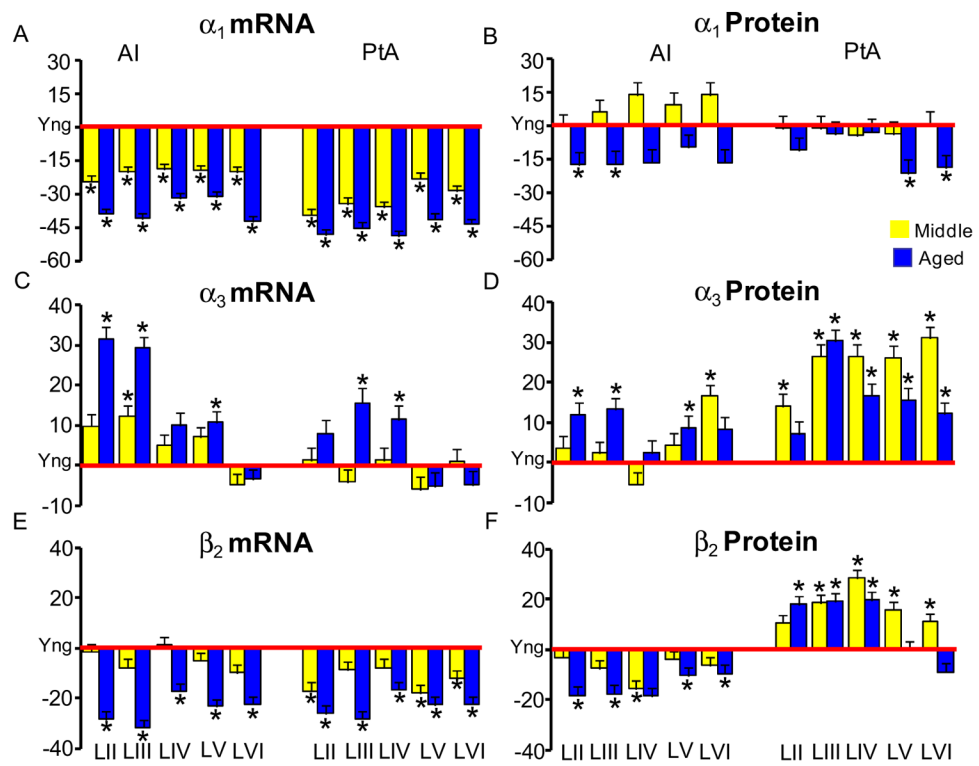 A α1 mRNA
AI PtA
30
15
Yng
-15
-30
-45
-60
* * * * * * * * *
* * * * * * * * * *
B α1 Protein
AI PtA
30
15
Yng
-15
-30
-45
-60
* * * *
Middle
Aged
C α3 mRNA
40
30
20
10
Yng
-10
* * * * * *
D α3 Protein
40
30
20
10
Yng
-10
* * * * * * * * * * * * *
E β2 mRNA
40
20
Yng
-20
-40
* * * * * * * * * * * * *
LII LIII LIV LV LVI LII LIII LIV LV LVI
F β2 Protein
40
20
Yng
-20
-40
* * * * * * * * * * * *
LII LIII LIV LV LVI LII LIII LIV LV LVI